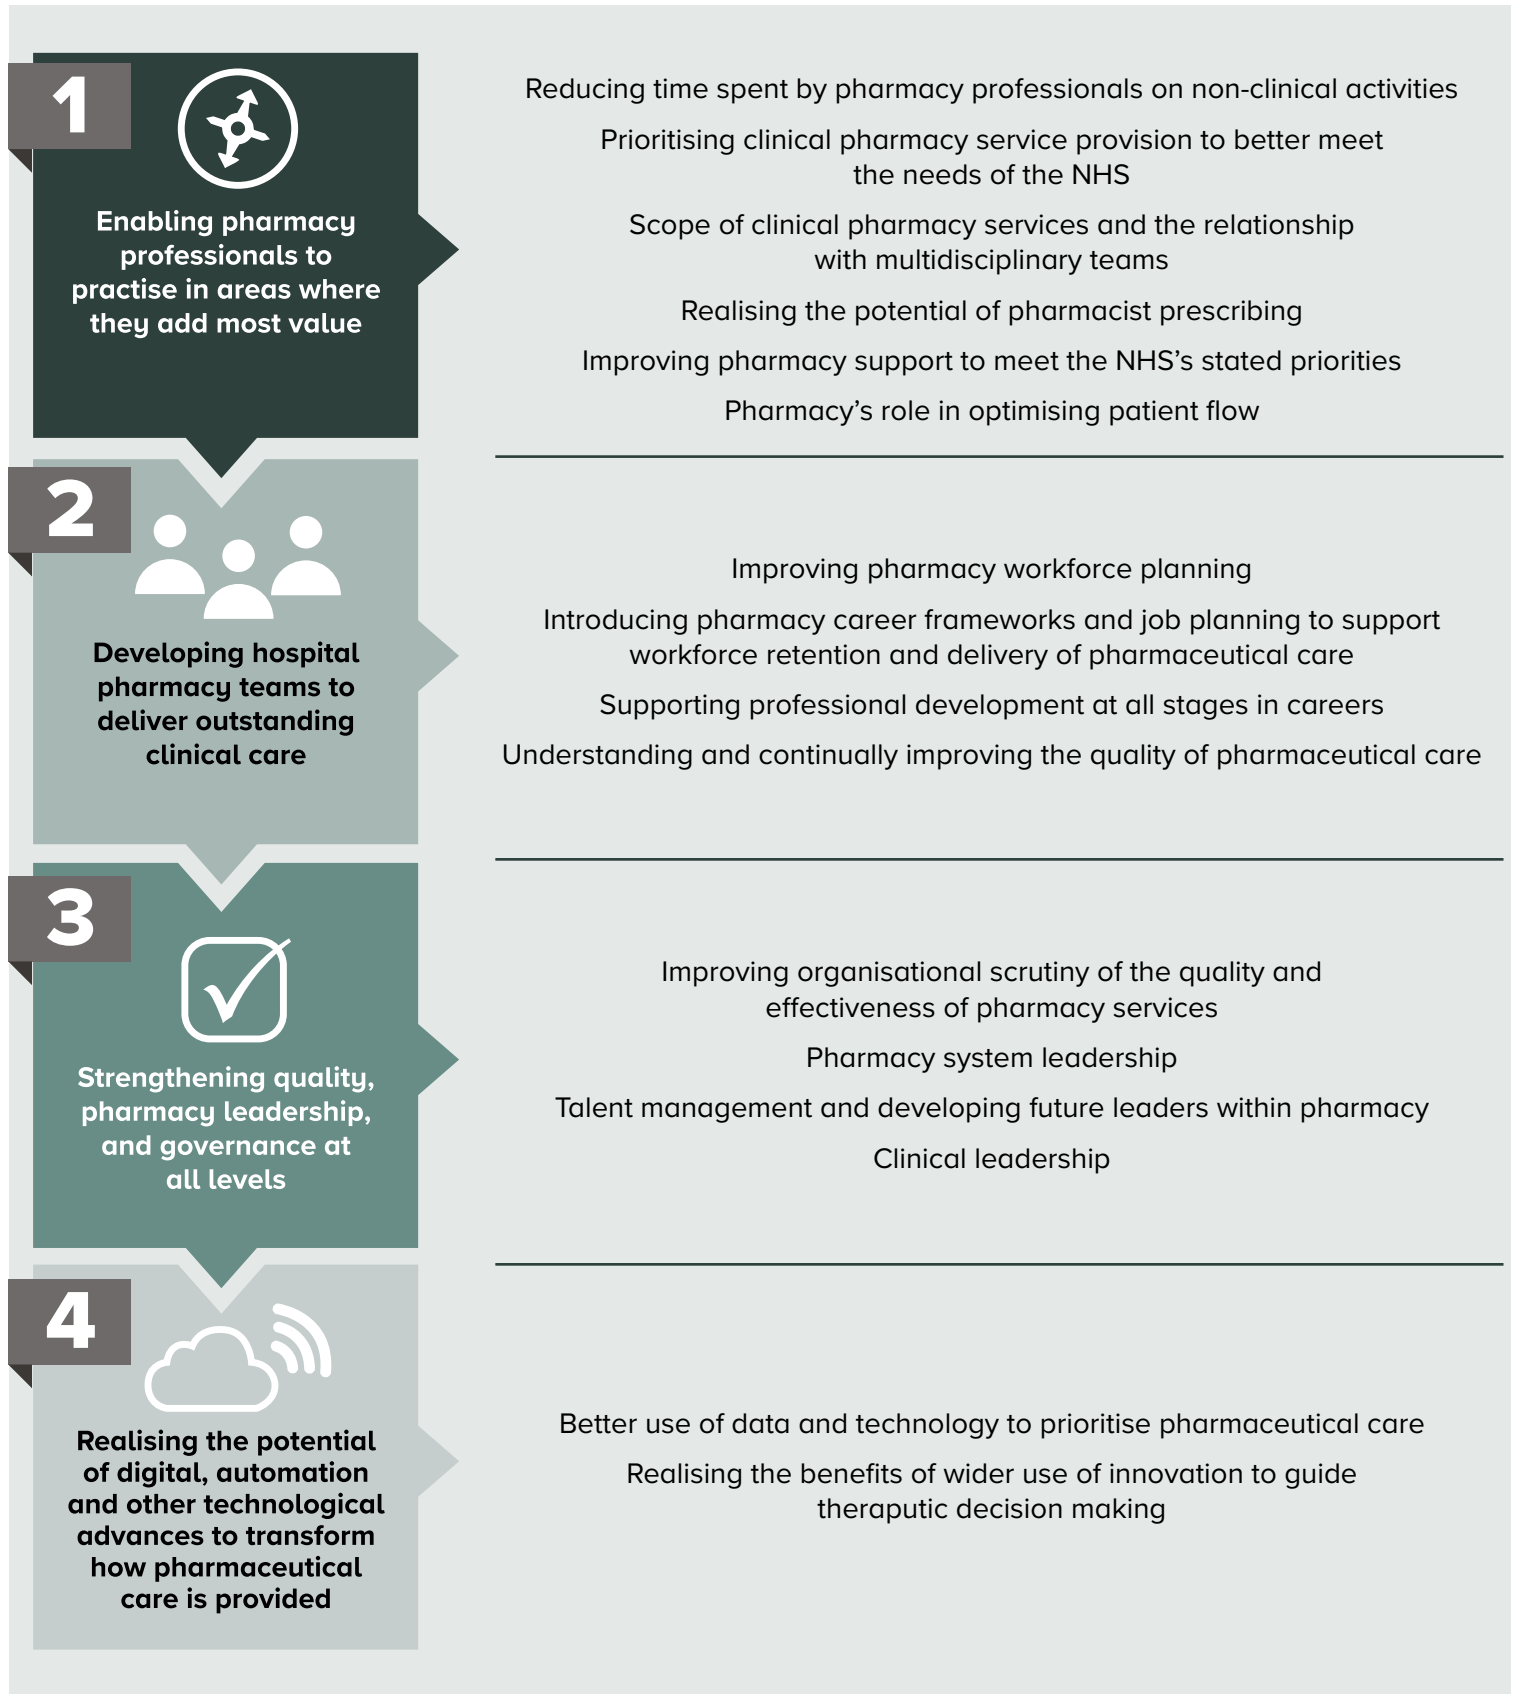 1
Enabling pharmacy
professionals to
practise in areas where
they add most value
Reducing time spent by pharmacy professionals on non-clinical activities
Prioritising clinical pharmacy service provision to better meet
the needs of the NHS
Scope of clinical pharmacy services and the relationship
with multidisciplinary teams
Realising the potential of pharmacist prescribing
Improving pharmacy support to meet the NHS’s stated priorities
Pharmacy’s role in optimising patient flow
2
Developing hospital
pharmacy teams to
deliver outstanding
clinical care
Improving pharmacy workforce planning
Introducing pharmacy career frameworks and job planning to support
workforce retention and delivery of pharmaceutical care
Supporting professional development at all stages in careers
Understanding and continually improving the quality of pharmaceutical care
3
Strengthening quality,
pharmacy leadership,
and governance at
all levels
Improving organisational scrutiny of the quality and
effectiveness of pharmacy services
Pharmacy system leadership
Talent management and developing future leaders within pharmacy
Clinical leadership
4
Realising the potential
of digital, automation
and other technological
advances to transform
how pharmaceutical
care is provided
Better use of data and technology to prioritise pharmaceutical care
Realising the benefits of wider use of innovation to guide
theraputic decision making